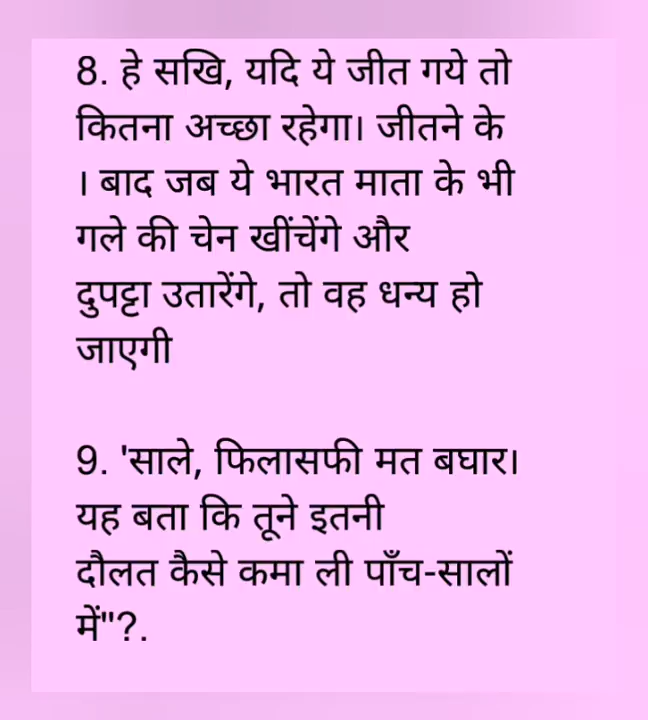 8. हे सखि, यदि ये जीत गये तो
कितना अच्छा रहेगा। जीतने के
। बाद जब ये भारत माता के भी
गले की चेन खींचेंगे और
दुपट्टा उतारेंगे, तो वह धन्य हो
जाएगी
9. 'साले, फिलासफी मत बघार।
यह बता कि तूने इतनी
दौलत कैसे कमा ली पाँच-सालों
में"?.